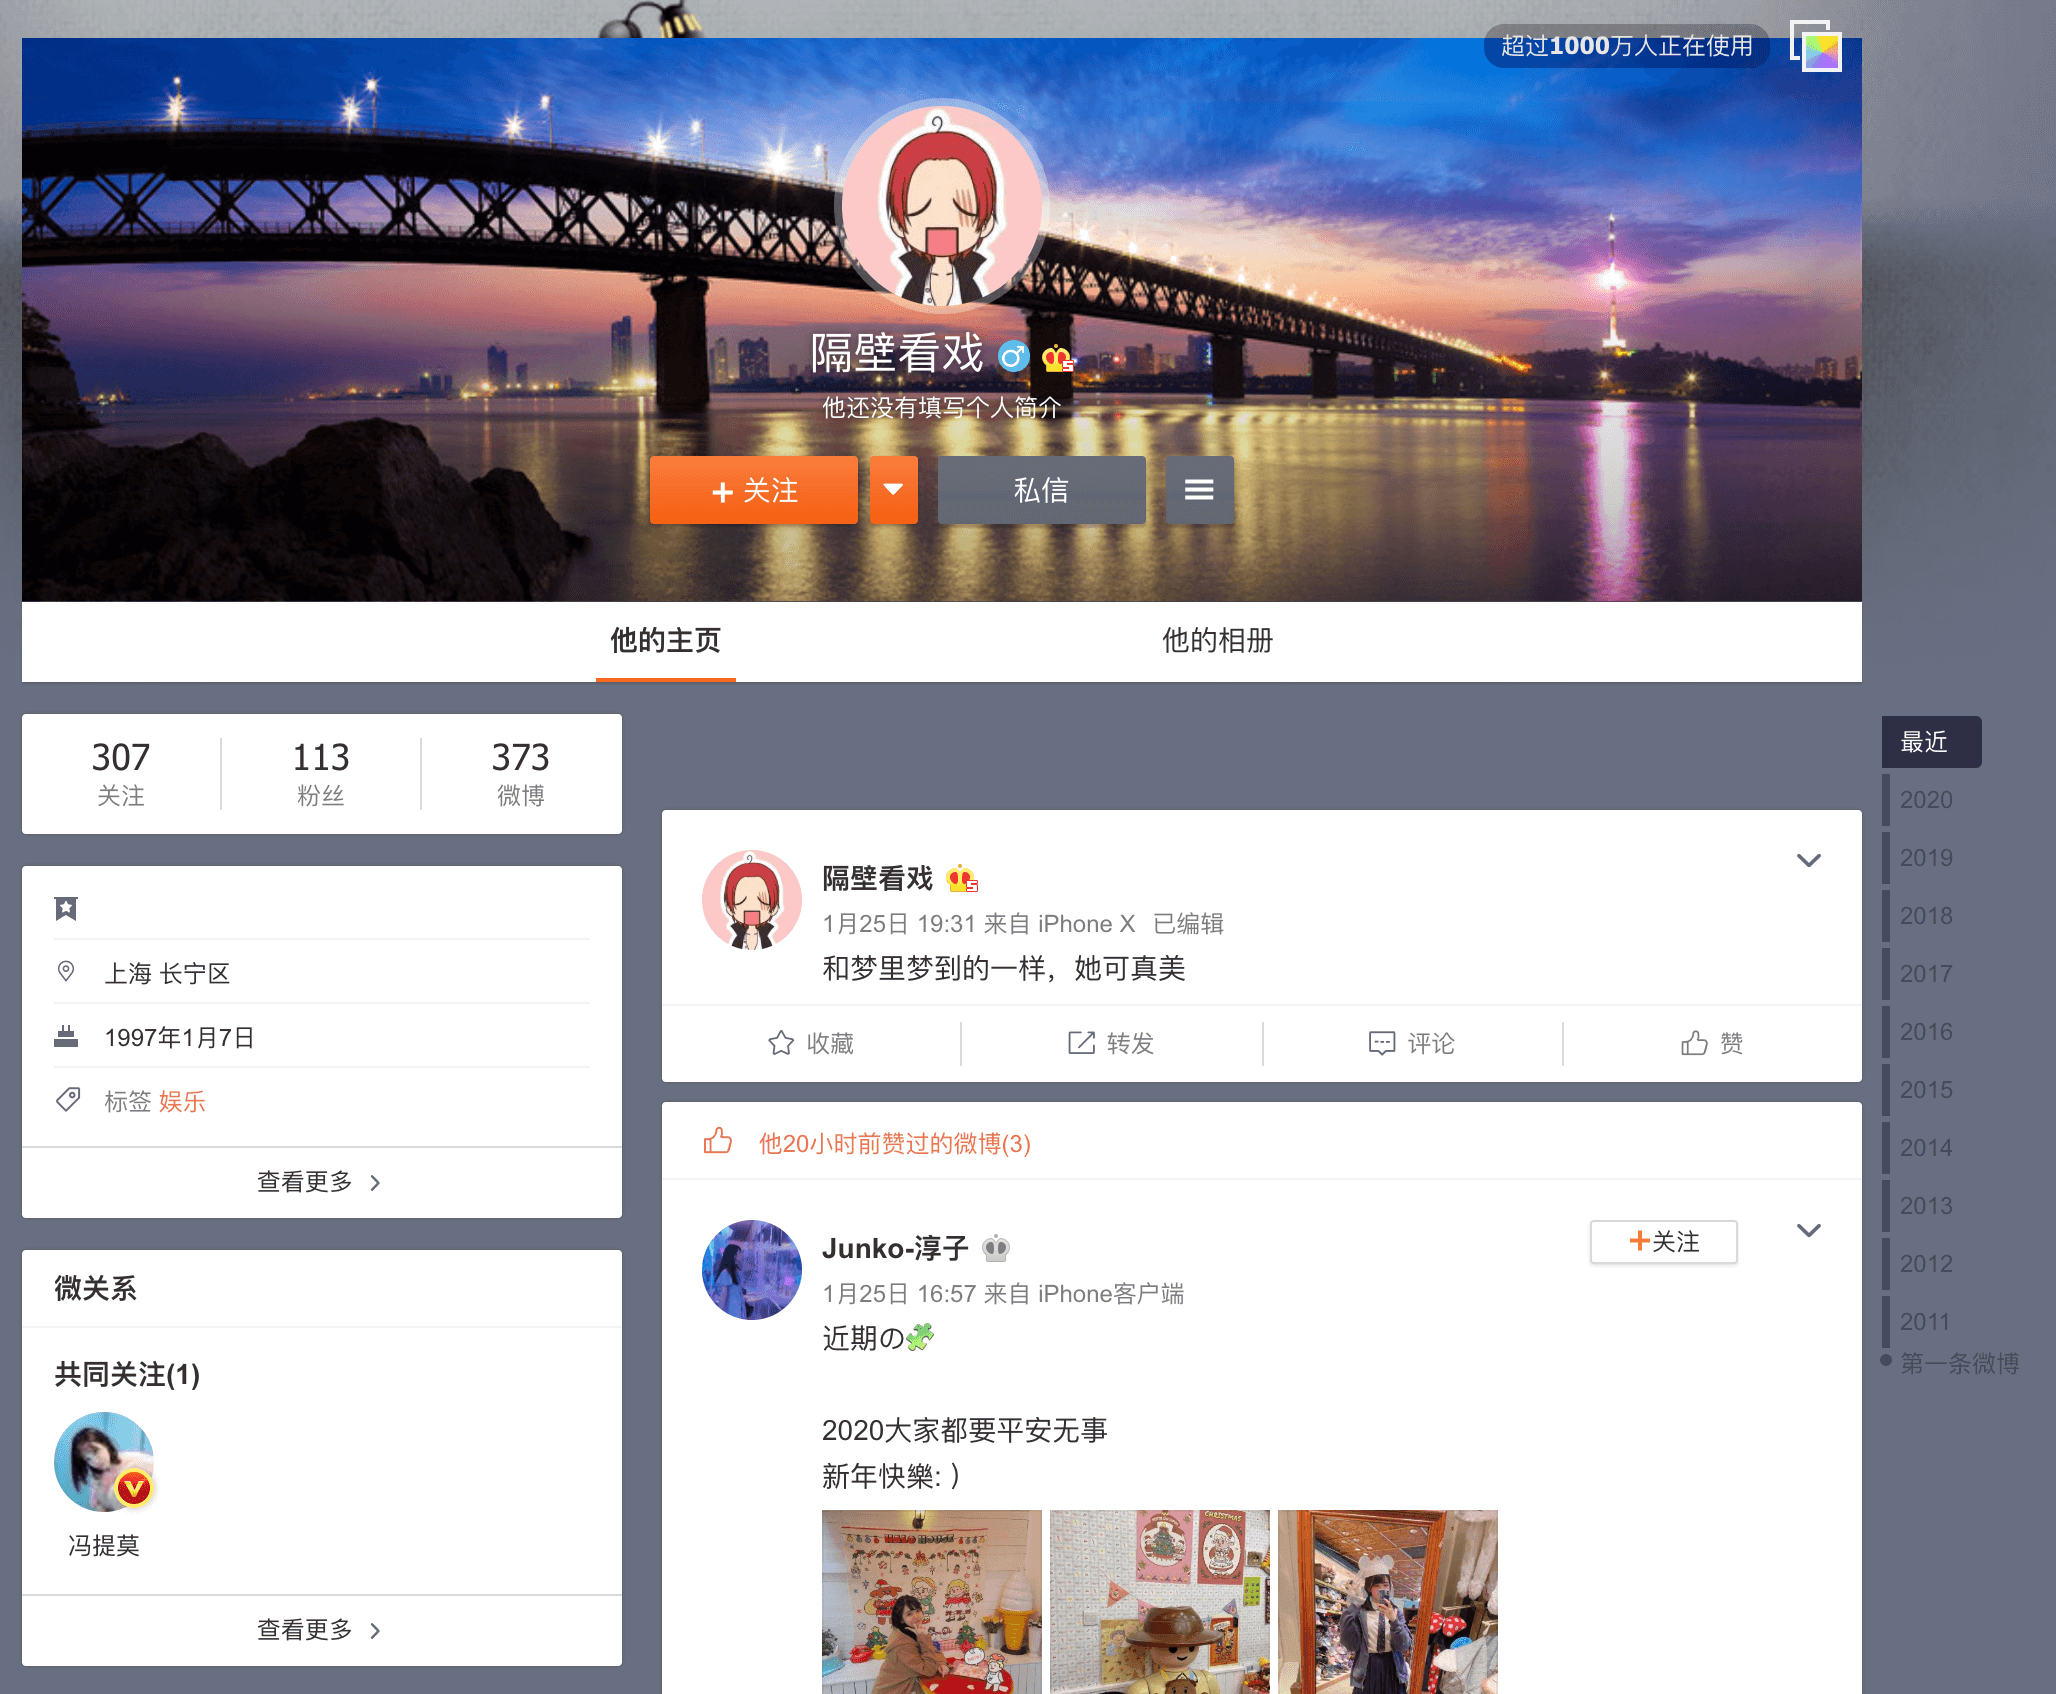 超过1000万人正在使用
隔壁看戏
他还没有填写个人简介
+ 关注
私信
他的主页
他的相册
307
关注
113
粉丝
373
微博
上海 长宁区
1997年1月7日
标签 娱乐
查看更多 >
微关系
共同关注(1)
冯提莫
查看更多 >
隔壁看戏
1月25日 19:31 来自 iPhone X 已编辑
和梦里梦到的一样，她可真美
收藏
转发
评论
赞
他20小时前赞过的微博(3)
Junko-淳子
+关注
1月25日 16:57 来自 iPhone客户端
近期の
2020大家都要平安无事
新年快樂: )
CHRISTMAS
最近
2020
2019
2018
2017
2016
2015
2014
2013
2012
2011
第一条微博